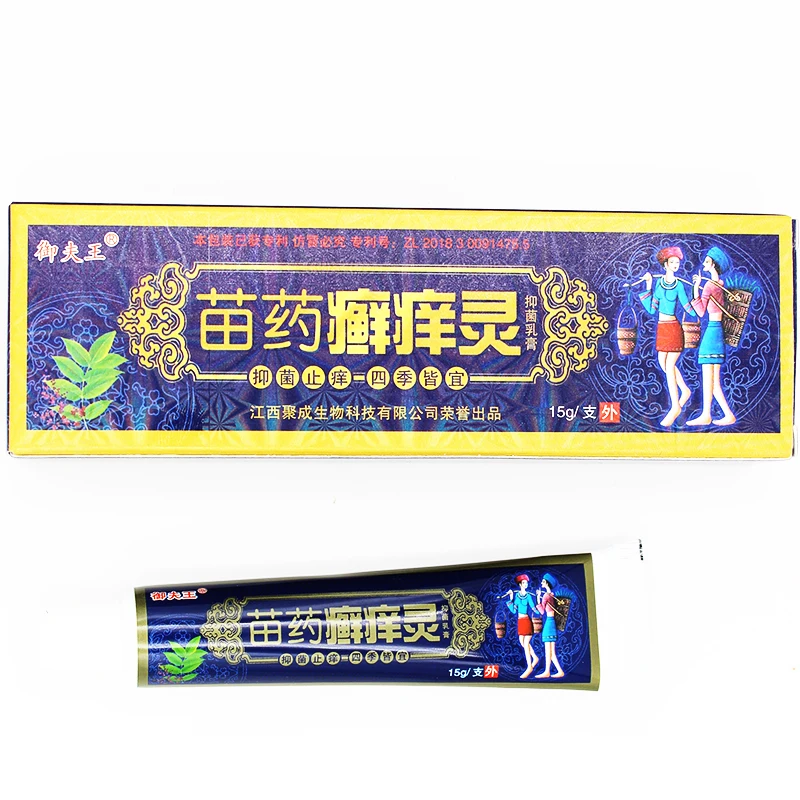 御夫王®
本包装已获专利 仿冒必究 专利号:ZL 2018 3 0091475.5
苗药癣痒灵
抑菌乳膏
抑菌止痒 四季皆宜
江西聚成生物科技有限公司荣誉出品
15g/支 外
御夫王
苗药癣痒灵
抑菌乳膏
抑菌止痒 四季皆宜
15g/支 外